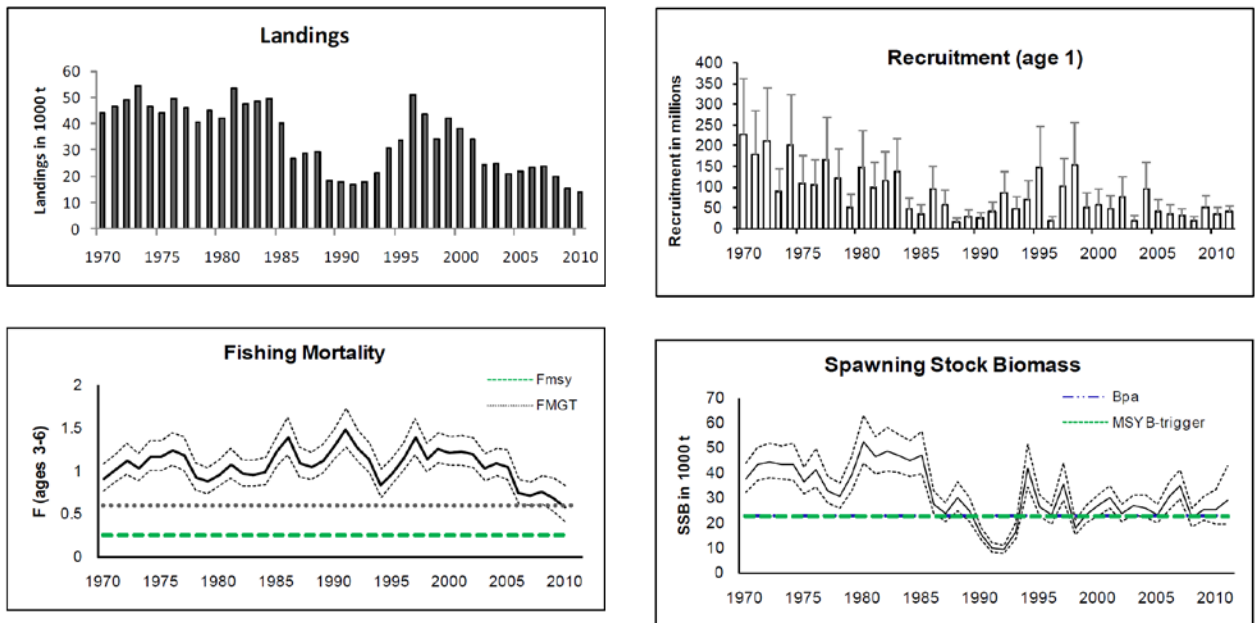 Landings
Landings in 1000 t
60
50
40
30
20
10
0
1970 1975 1980 1985 1990 1995 2000 2005 2010
Recruitment (age 1)
Recruitment in millions
400
350
300
250
200
150
100
50
0
1970 1975 1980 1985 1990 1995 2000 2005 2010
Fishing Mortality
Fmsy
FMGT
F (ages 3-6)
2
1.5
1
0.5
0
1970 1975 1980 1985 1990 1995 2000 2005 2010
Spawning Stock Biomass
Bpa
MSY B-trigger
SSB in 1000 t
70
60
50
40
30
20
10
0
1970 1975 1980 1985 1990 1995 2000 2005 2010